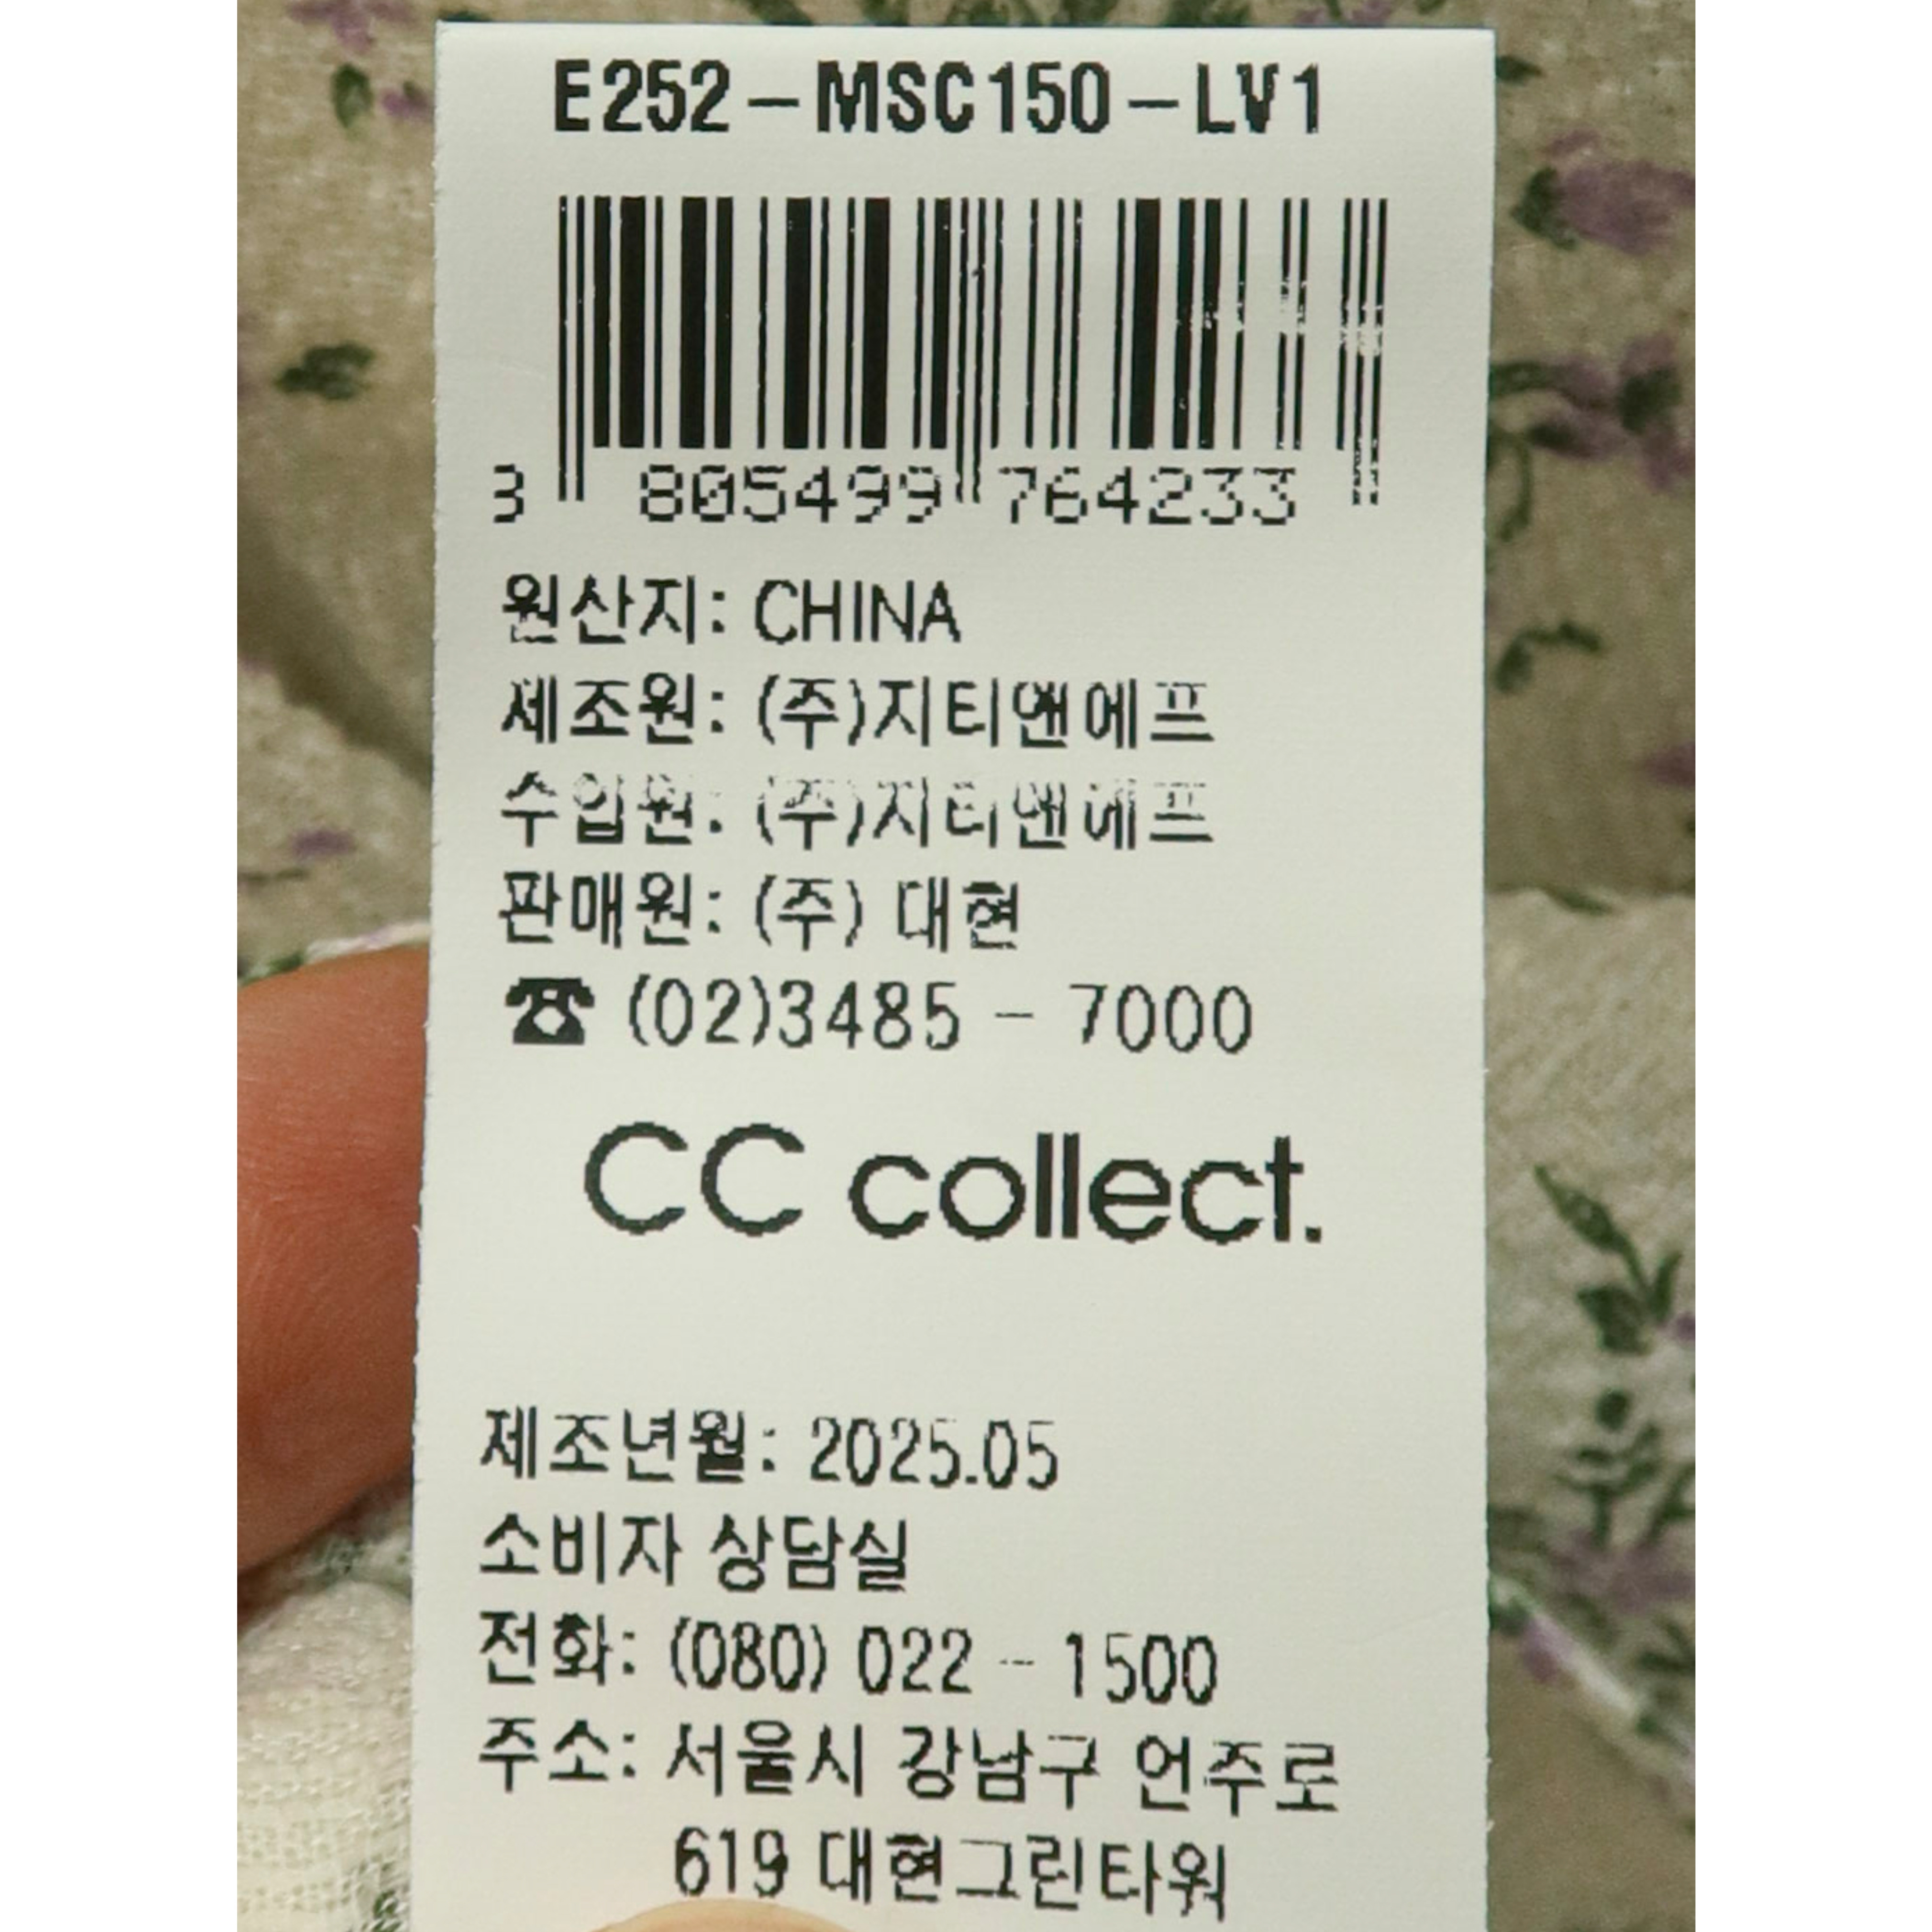 E252-MSC150-LV1
3 805499 764233
원산지: CHINA
제조원: (주)지티앤에프
수입원: (주)지티앤에프
판매원: (주) 대현
☎ (02)3485 - 7000
CC collect.
제조년월: 2025.05
소비자 상담실
전화: (080) 022 - 1500
주소: 서울시 강남구 언주로
619 대현그린타워